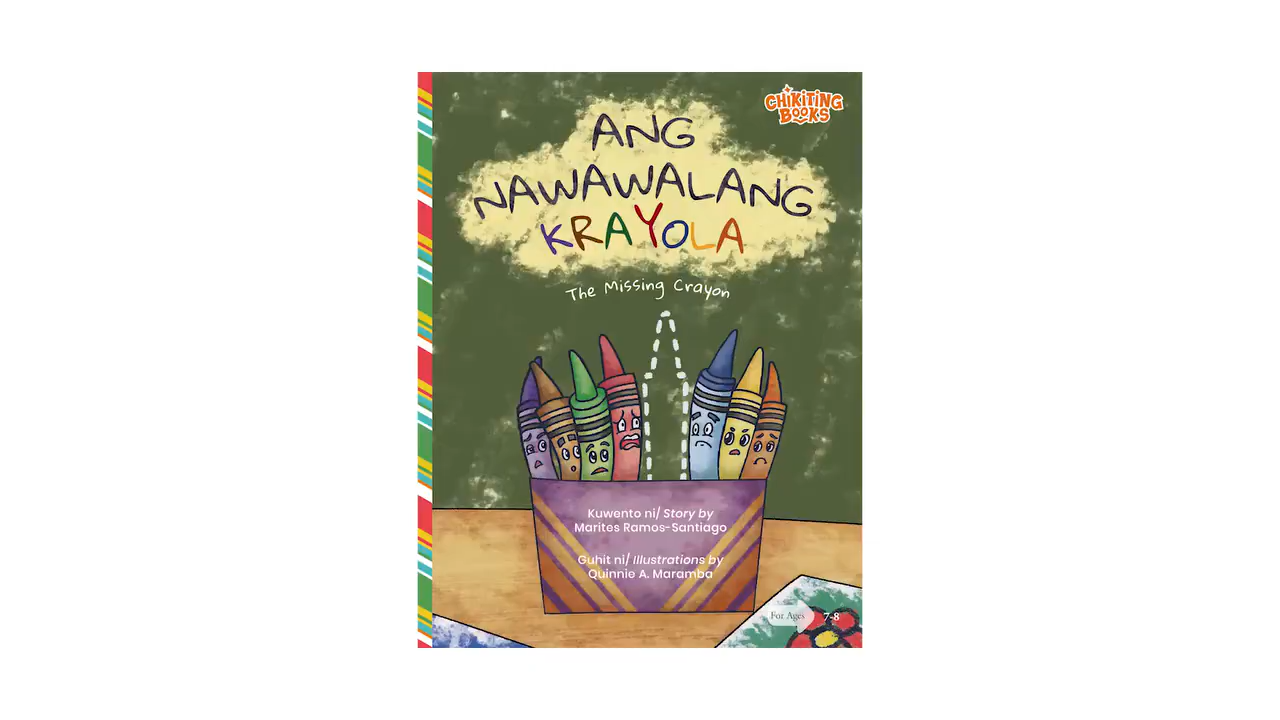 CHIKITING
BOOKS
ANG
NAWAWALANG
KRAYOLA
The Missing Crayon
Kuwento ni/ Story by
Marites Ramos-Santiago
Guhit ni/ Illustrations by
Quinnie A. Maramba
For Ages 7-8